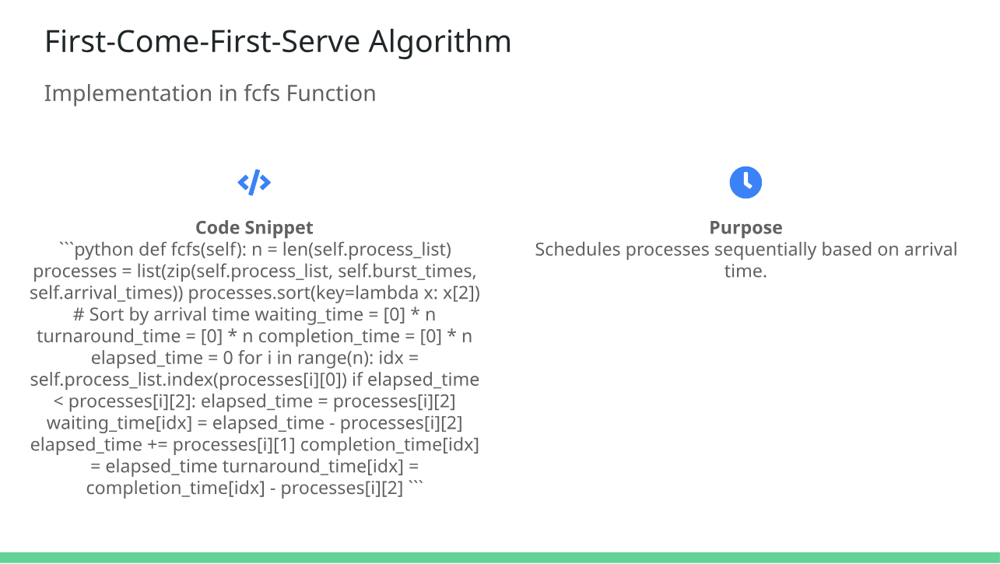 First-Come-First-Serve Algorithm
Implementation in fcfs Function
Code Snippet
```python def fcfs(self): n = len(self.process_list)
processes = list(zip(self.process_list, self.burst_times,
self.arrival_times)) processes.sort(key=lambda x: x[2])
# Sort by arrival time waiting_time = [0] * n
turnaround_time = [0] * n completion_time = [0] * n
elapsed_time = 0 for i in range(n): idx =
self.process_list.index(processes[i][0]) if elapsed_time
< processes[i][2]: elapsed_time = processes[i][2]
waiting_time[idx] = elapsed_time - processes[i][2]
elapsed_time += processes[i][1] completion_time[idx]
= elapsed_time turnaround_time[idx] =
completion_time[idx] - processes[i][2] ```
Purpose
Schedules processes sequentially based on arrival
time.